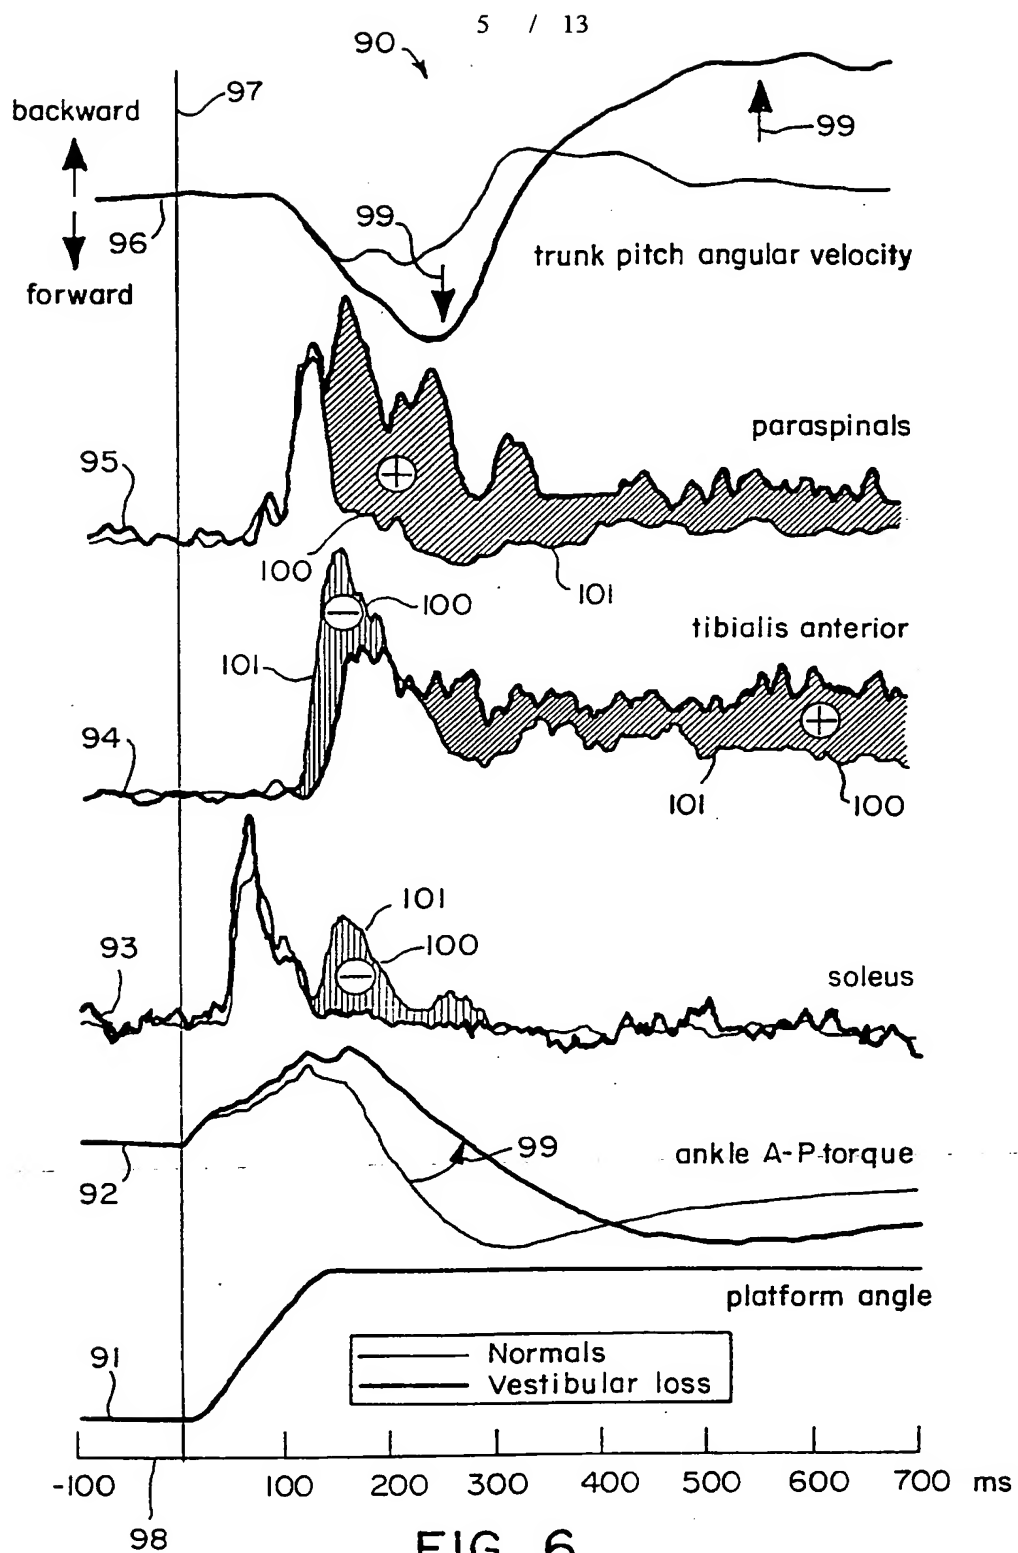 5 / 13
90
97
backward
99
96
99
trunk pitch angular velocity
forward
paraspinals
95
+
100
101
−
100
tibialis anterior
101
+
94
101
100
101
100
93
−
soleus
99
ankle A-P torque
92
platform angle
Normals
91
Vestibular loss
-100 100 200 300 400 500 600 700 ms
98
FIG. 6